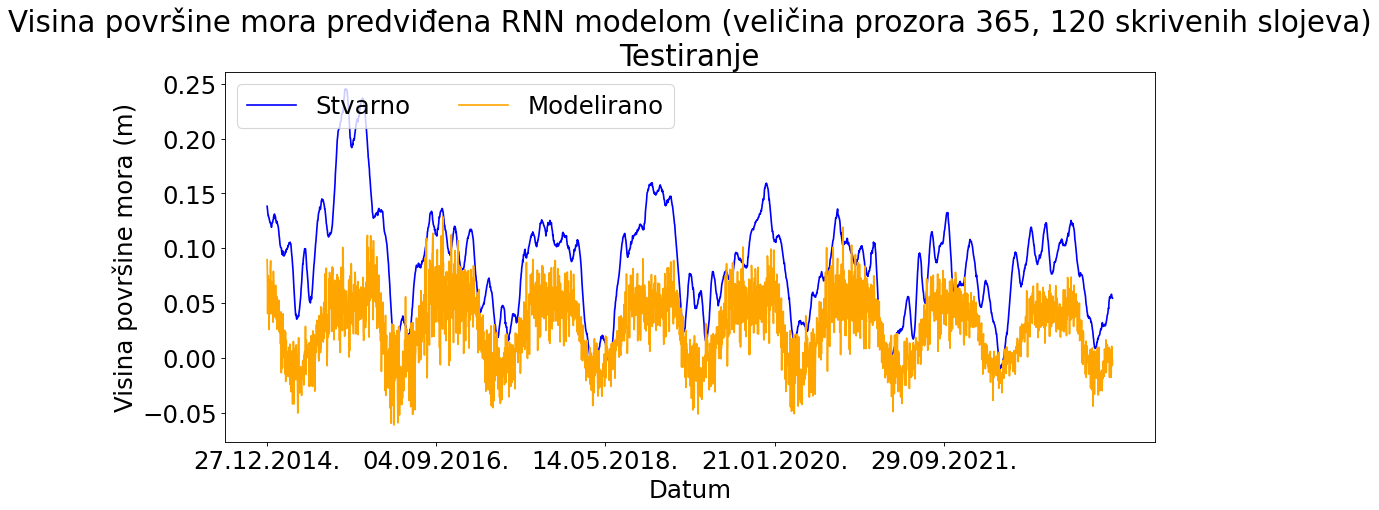 Visina površine mora predviđena RNN modelom (veličina prozora 365, 120 skrivenih slojeva)
Testiranje
Stvarno
Modelirano
Visina površine mora (m)
0.25
0.20
0.15
0.10
0.05
0.00
−0.05
27.12.2014.
04.09.2016.
14.05.2018.
21.01.2020.
29.09.2021.
Datum